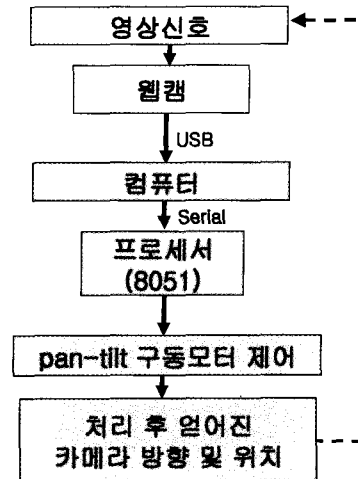 영상신호
웹캠
USB
컴퓨터
Serial
프로세서
(8051)
pan-tilt 구동모터 제어
처리 후 얻어진
카메라 방향 및 위치